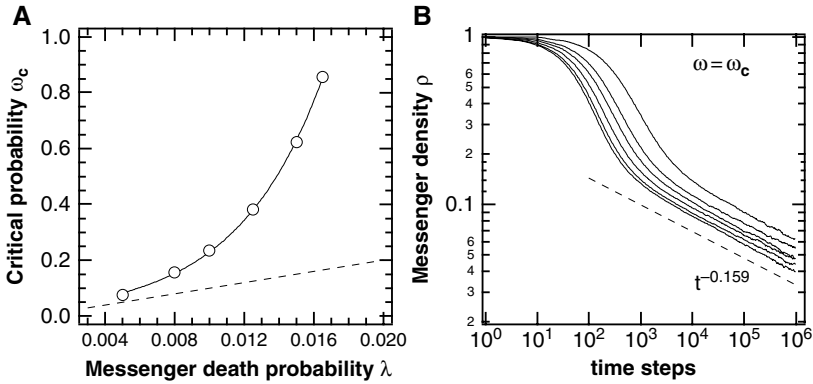 A
Critical probability ωc
1.0
0.8
0.6
0.4
0.2
0.0
0.004 0.008 0.012 0.016 0.020
Messenger death probability λ
B
Messenger density ρ
1
6
5
4
3
2
0.1
6
5
4
3
2
ω = ωc
t^−0.159
10^0 10^1 10^2 10^3 10^4 10^5 10^6
time steps